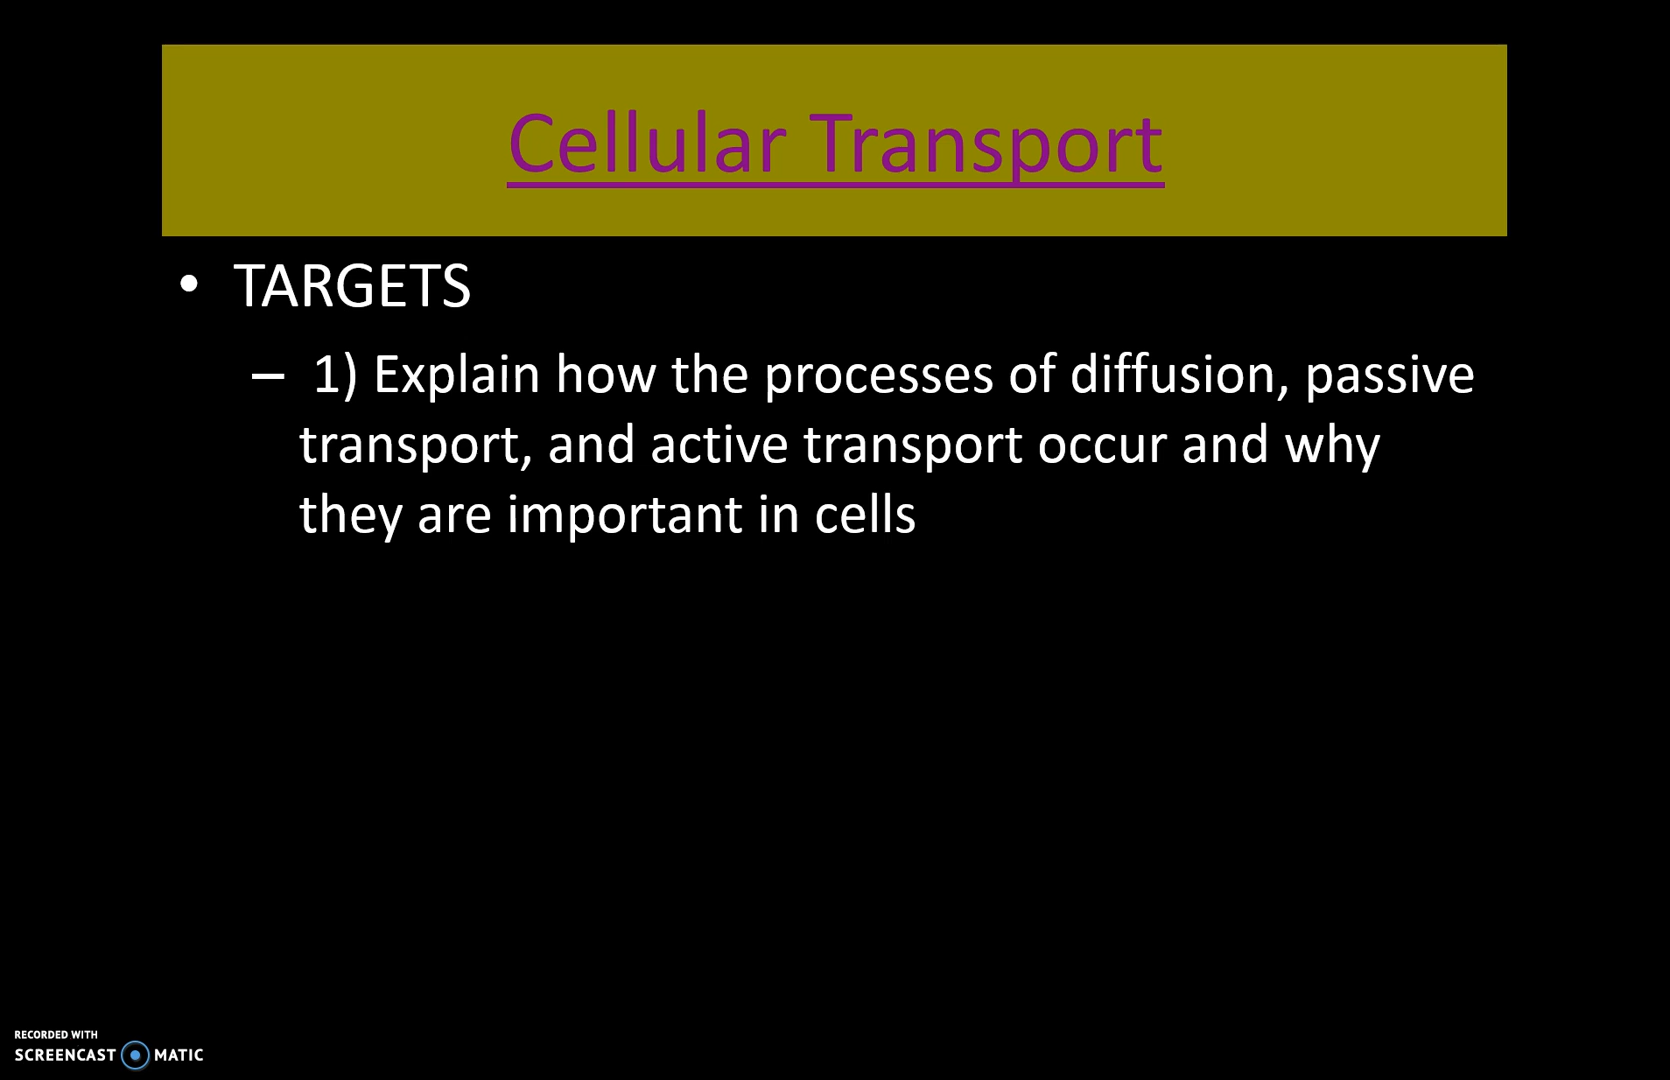 Cellular Transport
• TARGETS
– 1) Explain how the processes of diffusion, passive
transport, and active transport occur and why
they are important in cells
RECORDED WITH
SCREENCAST MATIC